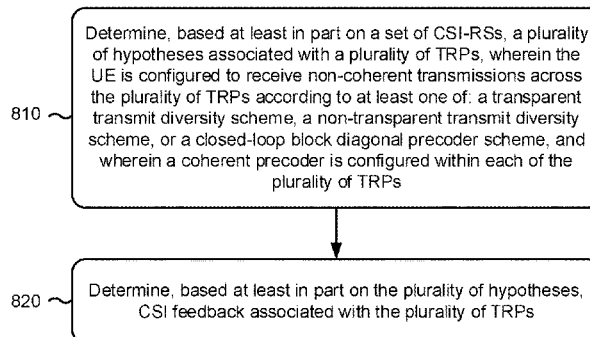 Determine, based at least in part on a set of CSI-RSs, a plurality
of hypotheses associated with a plurality of TRPs, wherein the
UE is configured to receive non-coherent transmissions across
the plurality of TRPs according to at least one of: a transparent
810
transmit diversity scheme, a non-transparent transmit diversity
scheme, or a closed-loop block diagonal precoder scheme, and
wherein a coherent precoder is configured within each of the
plurality of TRPs
820
Determine, based at least in part on the plurality of hypotheses,
CSI feedback associated with the plurality of TRPs